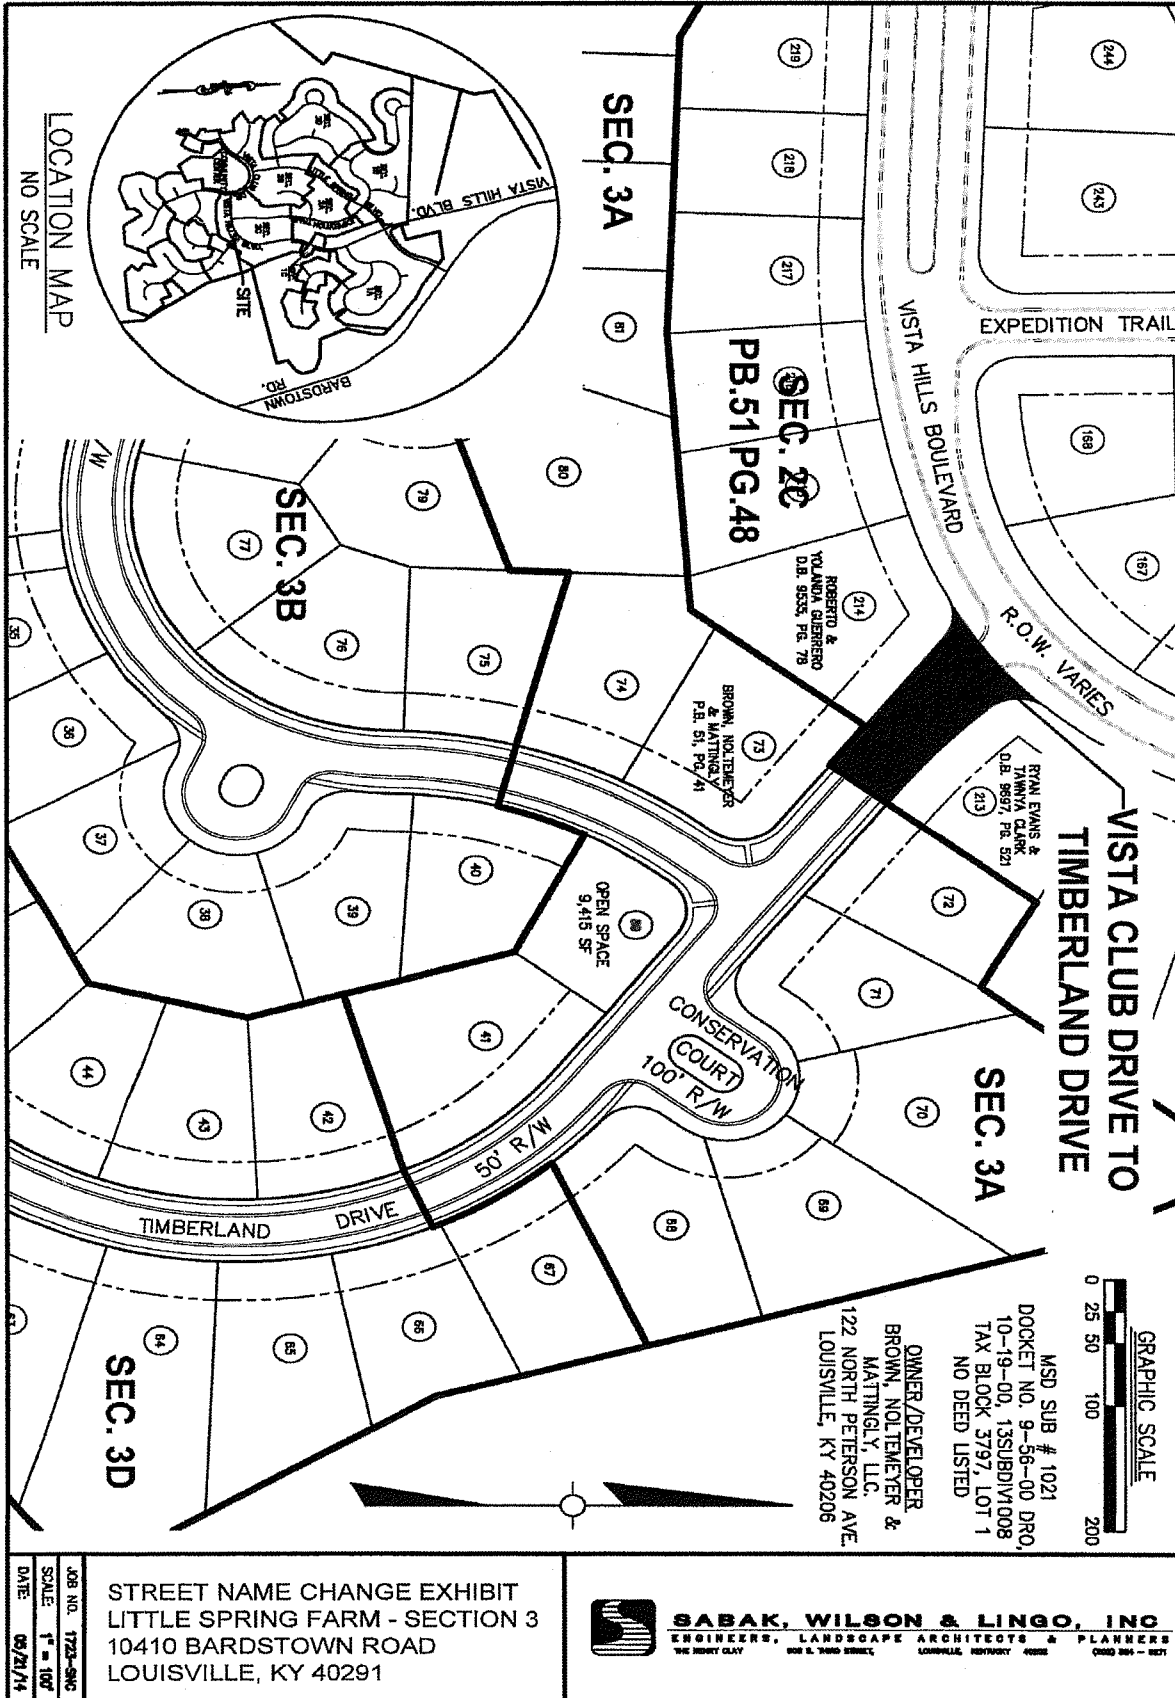 VISTA CLUB DRIVE TO
TIMBERLAND DRIVE
GRAPHIC SCALE
0 25 50 100 200
MSD SUB # 1021
DOCKET NO. 9-56-00 DRO,
10-19-00, 13SUBDIV1008
TAX BLOCK 3797, LOT 1
NO DEED LISTED
OWNER/DEVELOPER
BROWN, NOLTEMEYER &
MATTINGLY, LLC.
122 NORTH PETERSON AVE.
LOUISVILLE, KY 40206
244
243
EXPEDITION TRAIL
168
167
219
218
217
214
VISTA HILLS BOULEVARD
R.O.W. VARIES
SEC. 2C
PB.51 PG.48
ROBERTO &
YOLANDA GUERRERO
D.B. 9535, PG. 78
RYAN EVANS &
TAWNYA CLARK
D.B. 9697, PG. 521
213
SEC. 3A
81
80
74
73
BROWN, NOLTEMEYER
& MATTINGLY
P.B. 51, PG. 41
72
71
70
69
68
67
66
65
64
63
SEC. 3A
CONSERVATION
COURT
100' R/W
50' R/W
OPEN SPACE
9,415 SF
SEC. 3B
79
77
76
75
R/W
35
36
37
38
39
40
41
42
43
44
TIMBERLAND DRIVE
SEC. 3D
VISTA HILLS BLVD.
BARDSTOWN
RD.
SITE
LOCATION MAP
NO SCALE
STREET NAME CHANGE EXHIBIT
LITTLE SPRING FARM - SECTION 3
10410 BARDSTOWN ROAD
LOUISVILLE, KY 40291
JOB NO. 1723-SNC
SCALE: 1" = 100'
DATE: 05/21/14
SABAK, WILSON & LINGO, INC
ENGINEERS, LANDSCAPE ARCHITECTS & PLANNERS
THE HENRY CLAY
LOUISVILLE, KENTUCKY